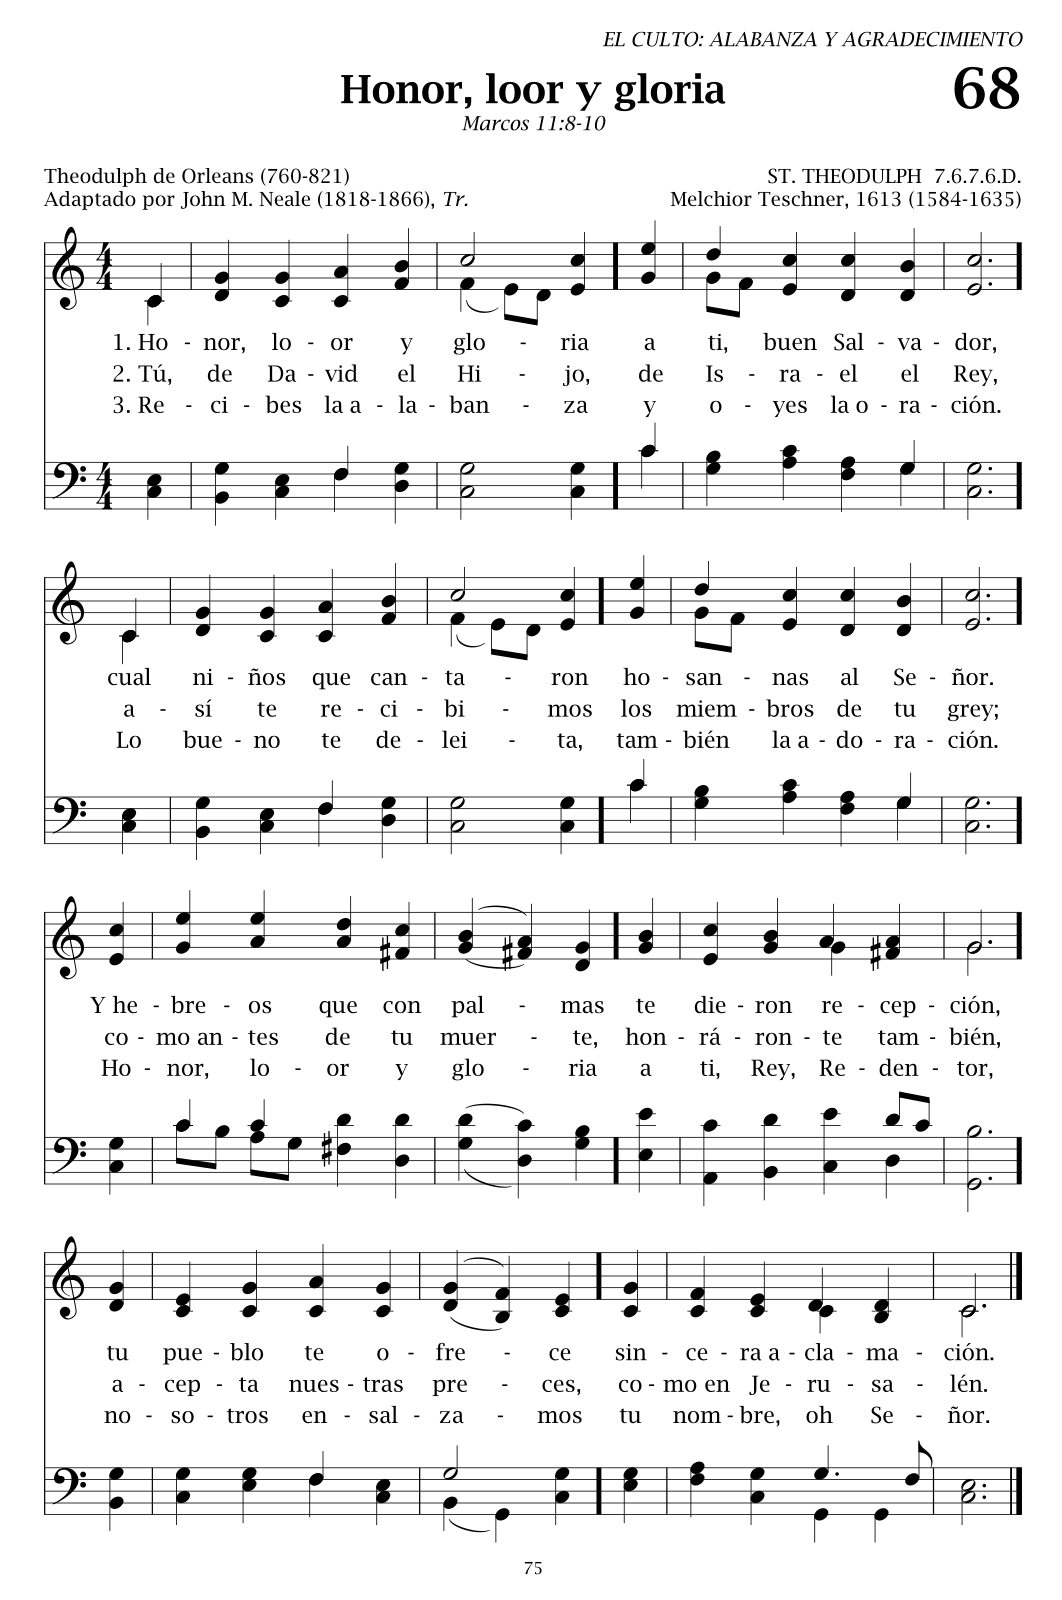 EL CULTO: ALABANZA Y AGRADECIMIENTO
Honor, loor y gloria 68
Marcos 11:8-10
Theodulph de Orleans (760-821) ST. THEODULPH 7.6.7.6.D.
Adaptado por John M. Neale (1818-1866), Tr. Melchior Teschner, 1613 (1584-1635)
1. Ho - nor, lo - or y glo - ria a ti, buen Sal - va - dor,
2. Tú, de Da - vid el Hi - jo, de Is - ra - el el Rey,
3. Re - ci - bes la a - la - ban - za y o - yes la o - ra - ción.
cual ni - ños que can - ta - ron ho - san - nas al Se - ñor.
a - sí te re - ci - bi - mos los miem - bros de tu grey;
Lo bue - no te de - lei - ta, tam - bién la a - do - ra - ción.
Y he - bre - os que con pal - mas te die - ron re - cep - ción,
co - mo an - tes de tu muer - te, hon - rá - ron - te tam - bién,
Ho - nor, lo - or y glo - ria a ti, Rey, Re - den - tor,
tu pue - blo te o - fre - ce sin - ce - ra a - cla - ma - ción.
a - cep - ta nues - tras pre - ces, co - mo en Je - ru - sa - lén.
no - so - tros en - sal - za - mos tu nom - bre, oh Se - ñor.
75